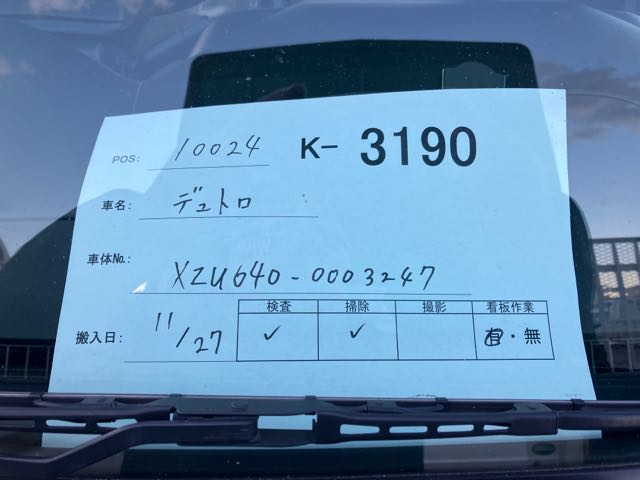 POS: 10024 K- 3190
車名: デュトロ
車体No.: XZU640-0003247
検査 掃除 撮影 看板作業
搬入日: 11/27 ✓ ✓ 有・無